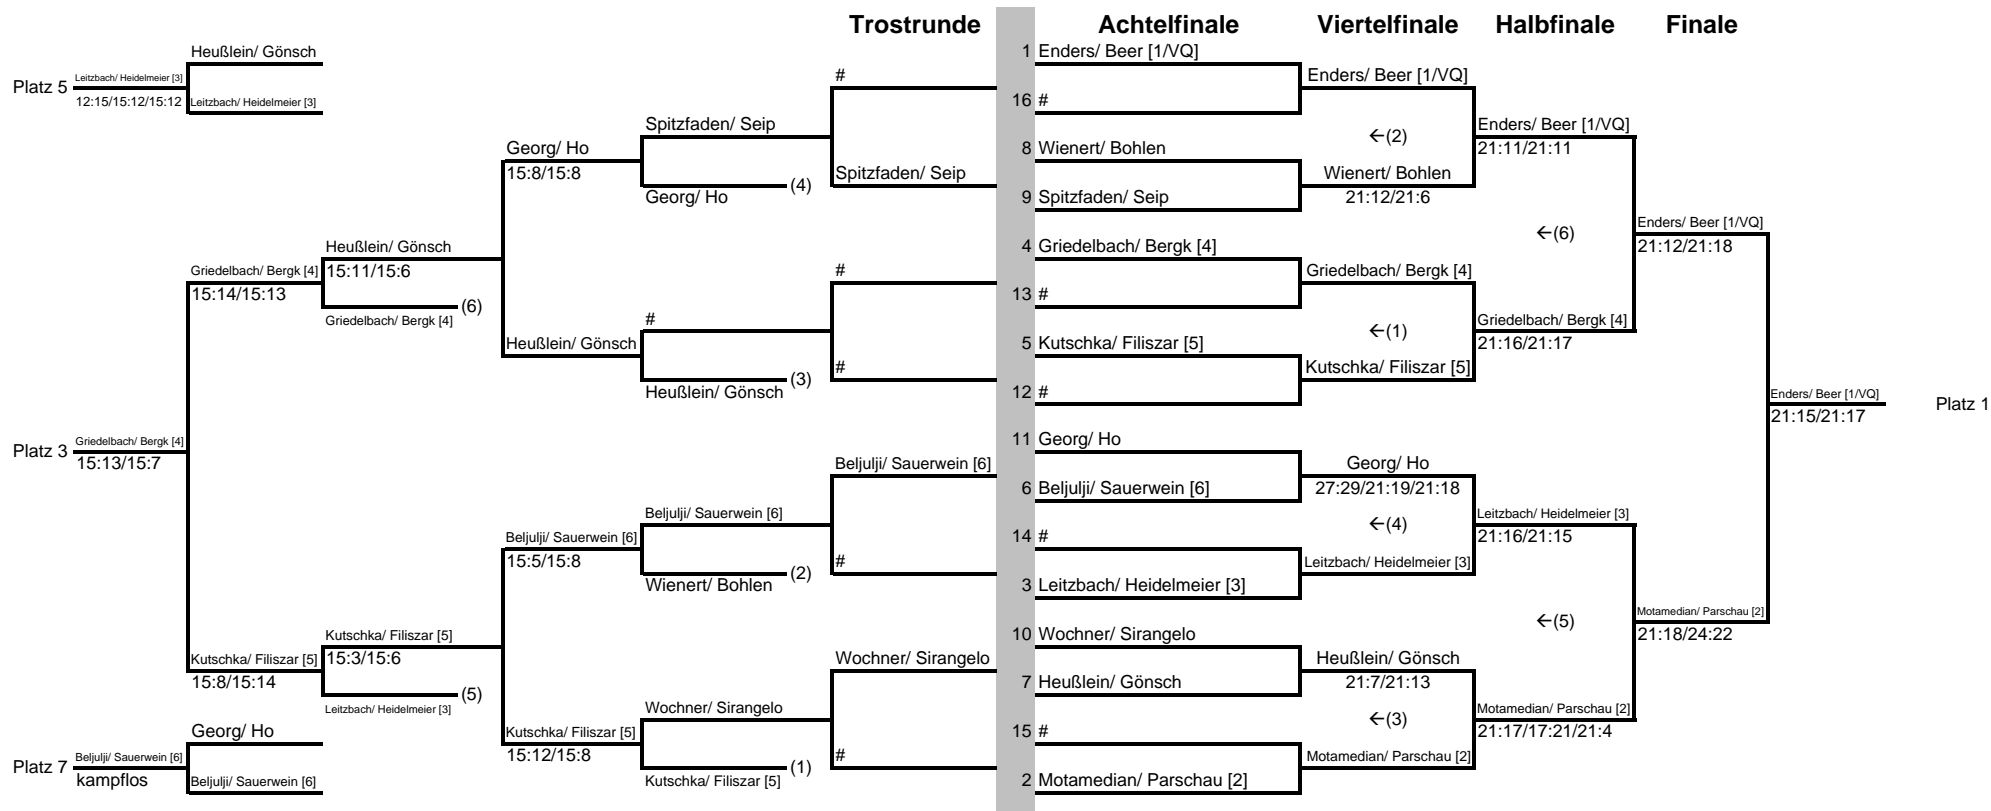 Trostrunde Achtelfinale Viertelfinale Halbfinale Finale
Heußlein/ Gönsch
1 Enders/ Beer [1/VQ]
Platz 5 Leitzbach/ Heidelmeier [3]
# Enders/ Beer [1/VQ]
12:15/15:12/15:12 Leitzbach/ Heidelmeier [3]
16 #
Spitzfaden/ Seip
←(2)
Enders/ Beer [1/VQ]
Georg/ Ho
8 Wienert/ Bohlen
21:11/21:11
15:8/15:8
(4)
Spitzfaden/ Seip
Wienert/ Bohlen
Georg/ Ho
9 Spitzfaden/ Seip
21:12/21:6
Enders/ Beer [1/VQ]
←(6)
Heußlein/ Gönsch
4 Griedelbach/ Bergk [4]
21:12/21:18
Griedelbach/ Bergk [4]
15:11/15:6
#
Griedelbach/ Bergk [4]
15:14/15:13
13 #
(6)
Griedelbach/ Bergk [4]
#
←(1)
Griedelbach/ Bergk [4]
Heußlein/ Gönsch
5 Kutschka/ Filiszar [5]
21:16/21:17
#
Kutschka/ Filiszar [5]
(3)
Heußlein/ Gönsch
12 #
Enders/ Beer [1/VQ]
Platz 1
21:15/21:17
Platz 3 Griedelbach/ Bergk [4]
11 Georg/ Ho
15:13/15:7
Beljulji/ Sauerwein [6]
Georg/ Ho
6 Beljulji/ Sauerwein [6]
27:29/21:19/21:18
Beljulji/ Sauerwein [6]
←(4)
Leitzbach/ Heidelmeier [3]
Beljulji/ Sauerwein [6]
14 #
21:16/21:15
15:5/15:8
#
Leitzbach/ Heidelmeier [3]
(2)
Wienert/ Bohlen
3 Leitzbach/ Heidelmeier [3]
Motamedian/ Parschau [2]
←(5)
Kutschka/ Filiszar [5]
10 Wochner/ Sirangelo
21:18/24:22
Kutschka/ Filiszar [5]
15:3/15:6
Wochner/ Sirangelo
Heußlein/ Gönsch
15:8/15:14
7 Heußlein/ Gönsch
21:7/21:13
(5)
Leitzbach/ Heidelmeier [3]
Wochner/ Sirangelo
←(3)
Motamedian/ Parschau [2]
Georg/ Ho
Kutschka/ Filiszar [5]
15 #
21:17/17:21/21:4
15:12/15:8
Platz 7 Beljulji/ Sauerwein [6]
#
Motamedian/ Parschau [2]
(1)
kampflos Beljulji/ Sauerwein [6]
Kutschka/ Filiszar [5]
2 Motamedian/ Parschau [2]